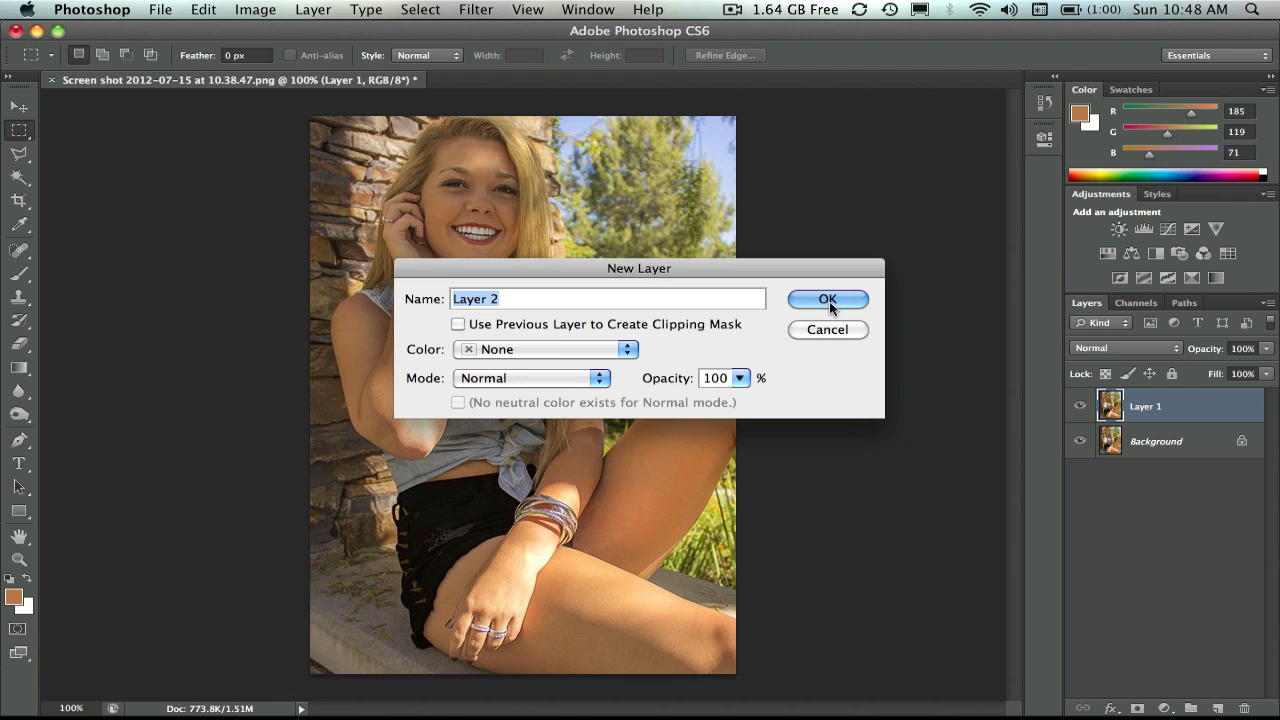 Photoshop File Edit Image Layer Type Select Filter View Window Help 1.64 GB Free (1:00) Sun 10:48 AM
Adobe Photoshop CS6
Feather: 0 px Anti-alias Style: Normal Width: Height: Refine Edge... Essentials
× Screen shot 2012-07-15 at 10.38.47.png @ 100% (Layer 1, RGB/8*) *
Color Swatches
R 185
G 119
B 71
Adjustments Styles
Add an adjustment
New Layer
Name: Layer 2 OK
Use Previous Layer to Create Clipping Mask Cancel
Color: × None
Mode: Normal Opacity: 100 %
(No neutral color exists for Normal mode.)
Layers Channels Paths
Kind
Normal Opacity: 100%
Lock: Fill: 100%
Layer 1
Background
100% Doc: 773.8K/1.51M